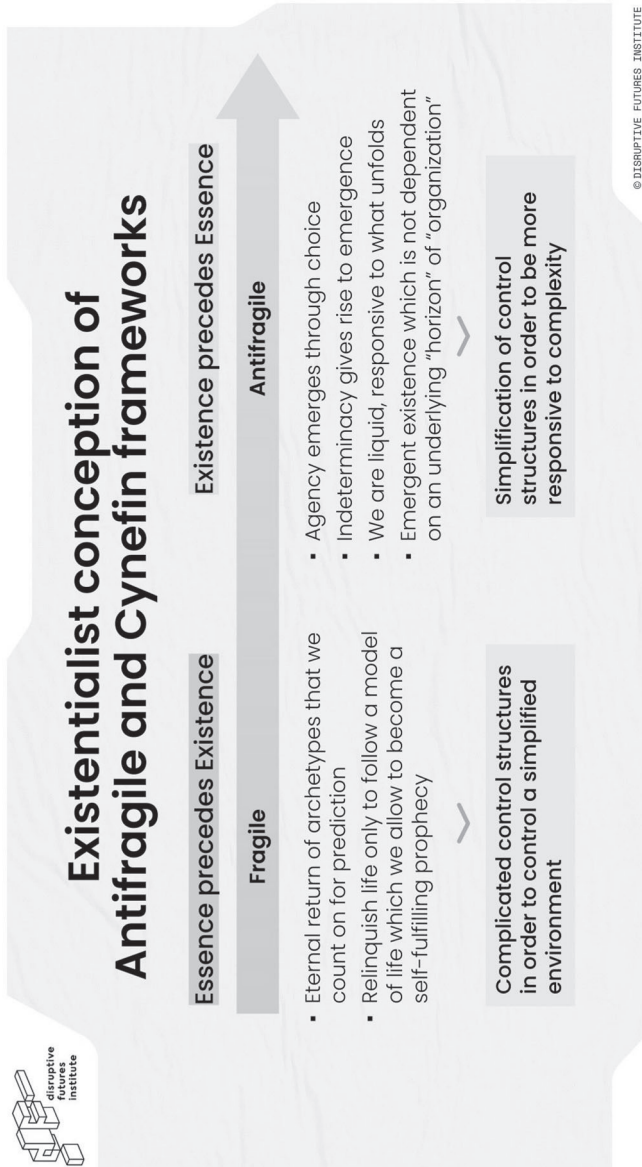 disruptive
futures
institute
Existentialist conception of
Antifragile and Cynefin frameworks
Essence precedes Existence
Existence precedes Essence
Fragile
Antifragile
▪ Eternal return of archetypes that we
count on for prediction
▪ Relinquish life only to follow a model
of life which we allow to become a
self-fulfilling prophecy
▪ Agency emerges through choice
▪ Indeterminacy gives rise to emergence
▪ We are liquid, responsive to what unfolds
▪ Emergent existence which is not dependent
on an underlying "horizon" of "organization"
Complicated control structures
in order to control a simplified
environment
Simplification of control
structures in order to be more
responsive to complexity
© DISRUPTIVE FUTURES INSTITUTE